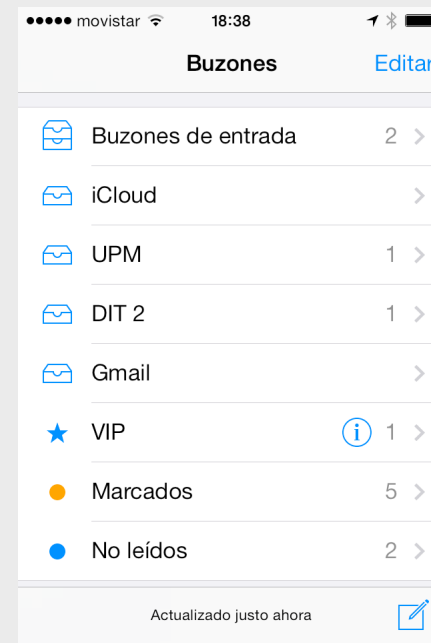 movistar 18:38
Buzones Editar
Buzones de entrada 2
iCloud
UPM 1
DIT 2 1
Gmail
VIP i 1
Marcados 5
No leídos 2
Actualizado justo ahora